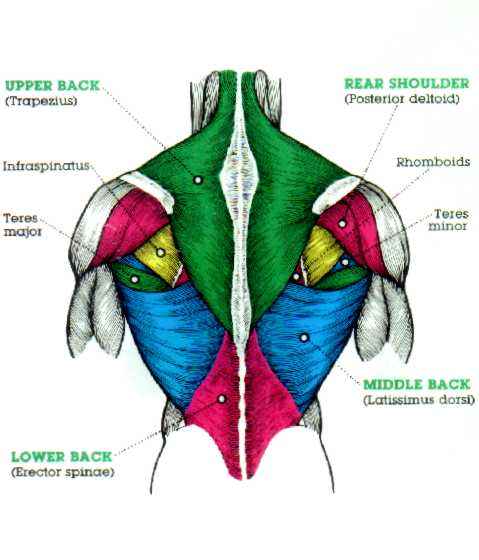 UPPER BACK
(Trapezius)
REAR SHOULDER
(Posterior deltoid)
Infraspinatus
Rhomboids
Teres
major
Teres
minor
MIDDLE BACK
(Latissimus dorsi)
LOWER BACK
(Erector spinae)